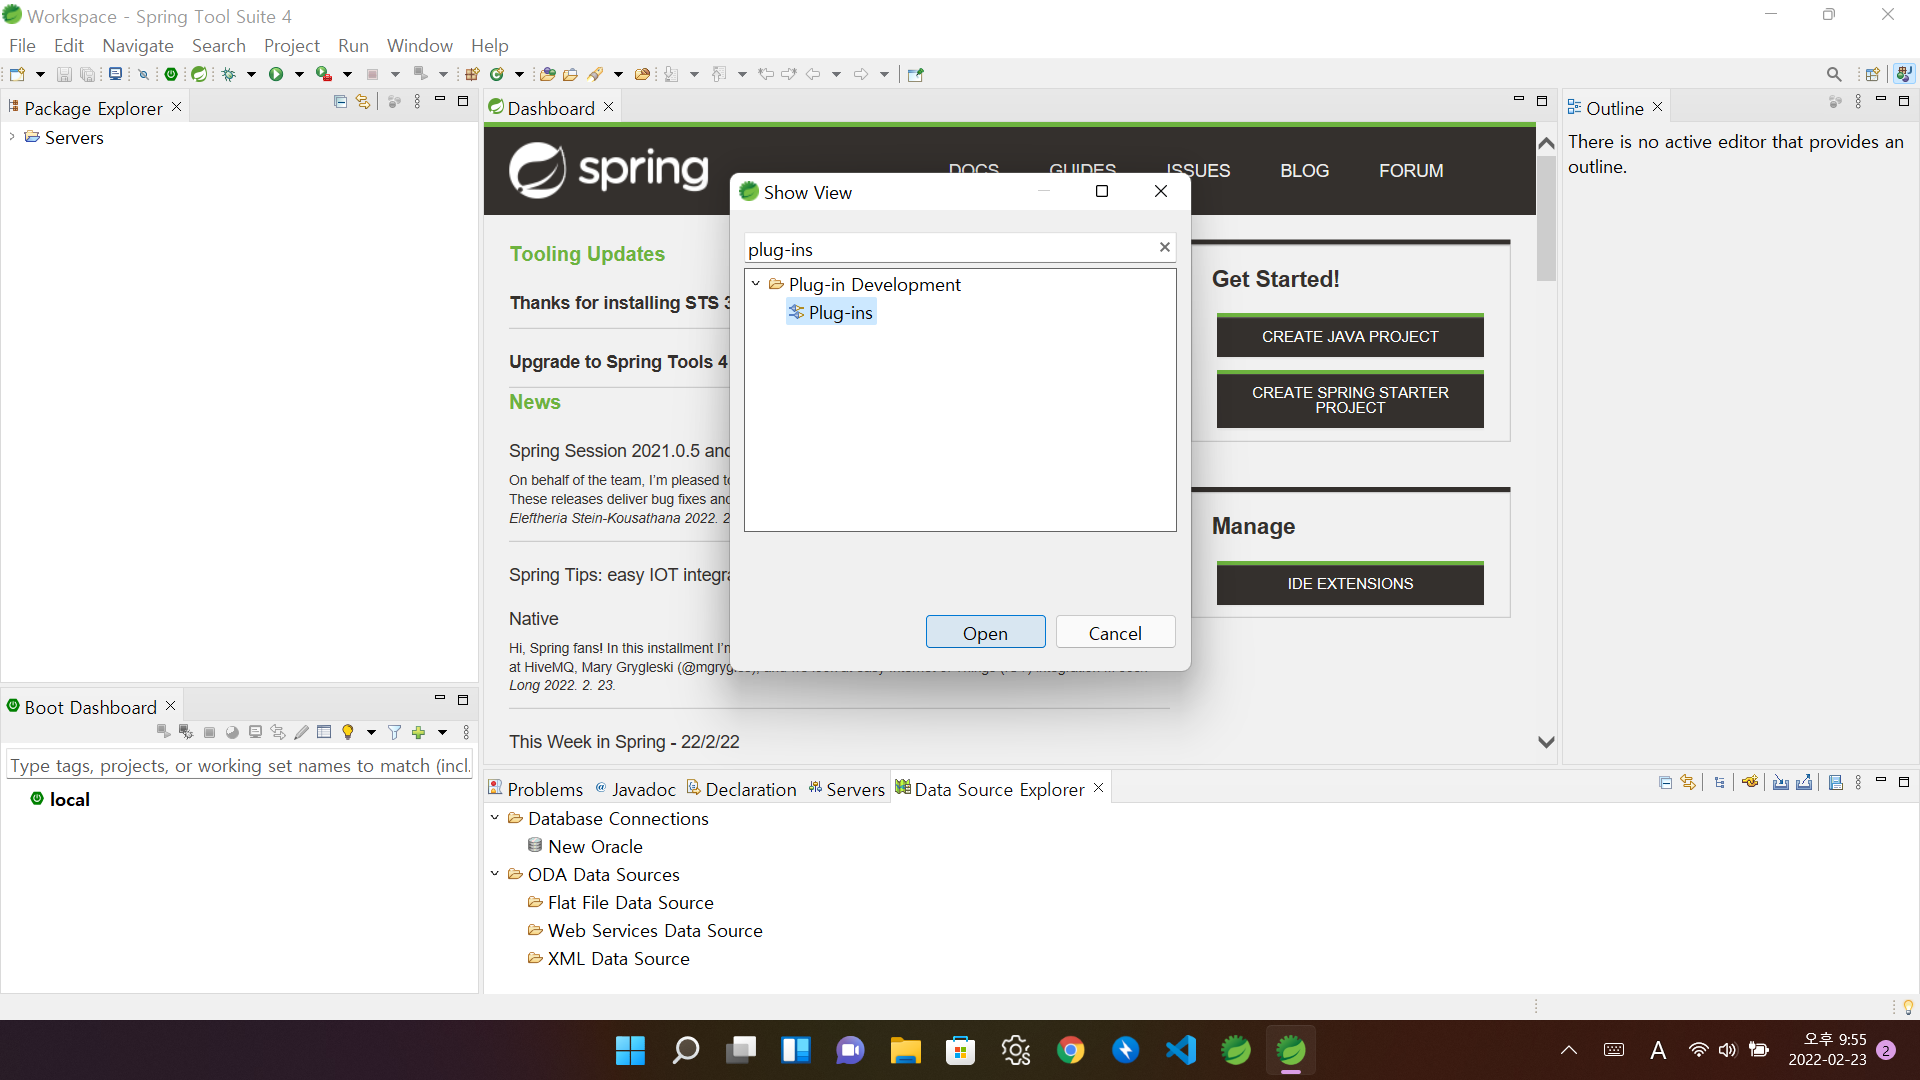 Workspace - Spring Tool Suite 4
File Edit Navigate Search Project Run Window Help
Package Explorer
Servers
Dashboard
spring
DOCS GUIDES ISSUES BLOG FORUM
Tooling Updates
Thanks for installing STS 3
Upgrade to Spring Tools 4
News
Spring Session 2021.0.5 and
On behalf of the team, I'm pleased to
These releases deliver bug fixes and
Eleftheria Stein-Kousathana 2022. 2
Spring Tips: easy IOT integra
Native
Hi, Spring fans! In this installment I'm
at HiveMQ, Mary Grygleski (@mgryg
Long 2022. 2. 23.
This Week in Spring - 22/2/22
Get Started!
CREATE JAVA PROJECT
CREATE SPRING STARTER
PROJECT
Manage
IDE EXTENSIONS
Show View
plug-ins
Plug-in Development
Plug-ins
Open Cancel
Outline
There is no active editor that provides an
outline.
Boot Dashboard
Type tags, projects, or working set names to match (incl.
local
Problems Javadoc Declaration Servers Data Source Explorer
Database Connections
New Oracle
ODA Data Sources
Flat File Data Source
Web Services Data Source
XML Data Source
A
오후 9:55
2022-02-23
2